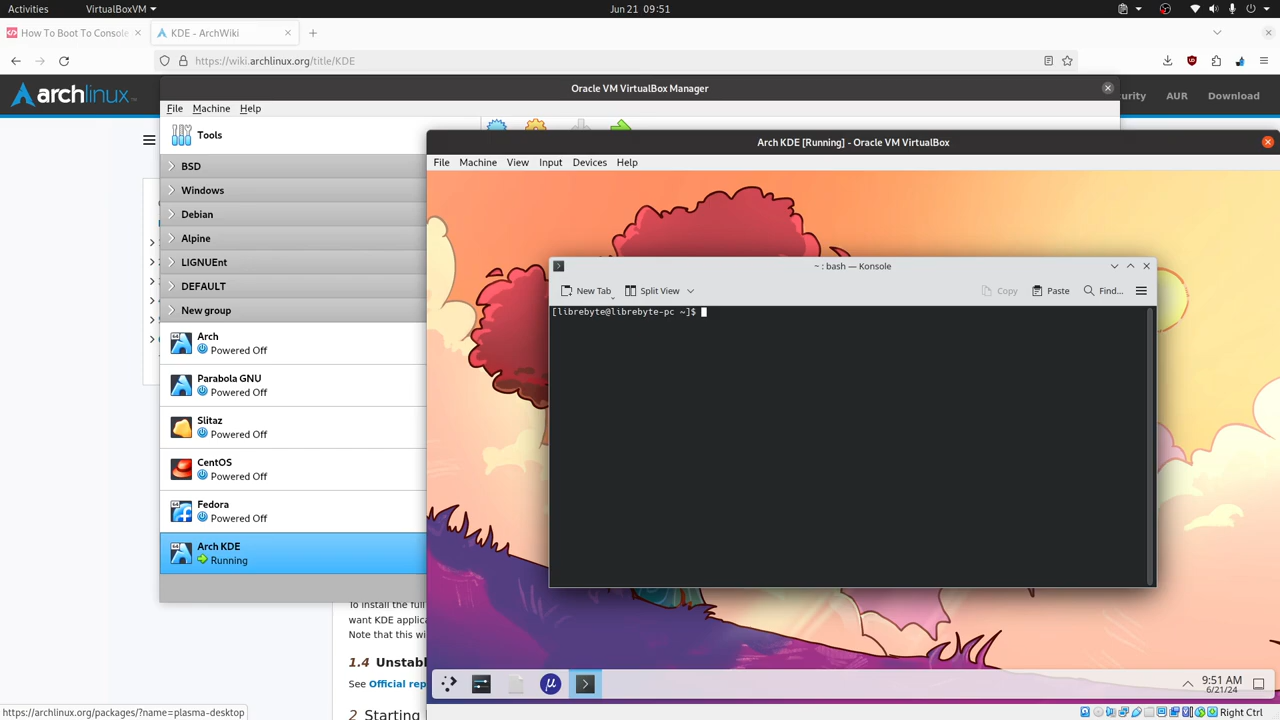 Activities VirtualBoxVM Jun 21 09:51
How To Boot To Console KDE - ArchWiki
https://wiki.archlinux.org/title/KDE
archlinux urity AUR Download
Oracle VM VirtualBox Manager
File Machine Help
Tools
BSD
Windows
Debian
Alpine
LIGNUEnt
DEFAULT
New group
Arch
Powered Off
Parabola GNU
Powered Off
Slitaz
Powered Off
CentOS
Powered Off
Fedora
Powered Off
Arch KDE
Running
Arch KDE [Running] - Oracle VM VirtualBox
File Machine View Input Devices Help
~ : bash — Konsole
New Tab Split View Copy Paste Find...
[librebyte@librebyte-pc ~]$
To install the full
want KDE applica
Note that this wi
1.4 Unstabl
See Official rep
2 Starting
9:51 AM
6/21/24
https://archlinux.org/packages/?name=plasma-desktop
Right Ctrl